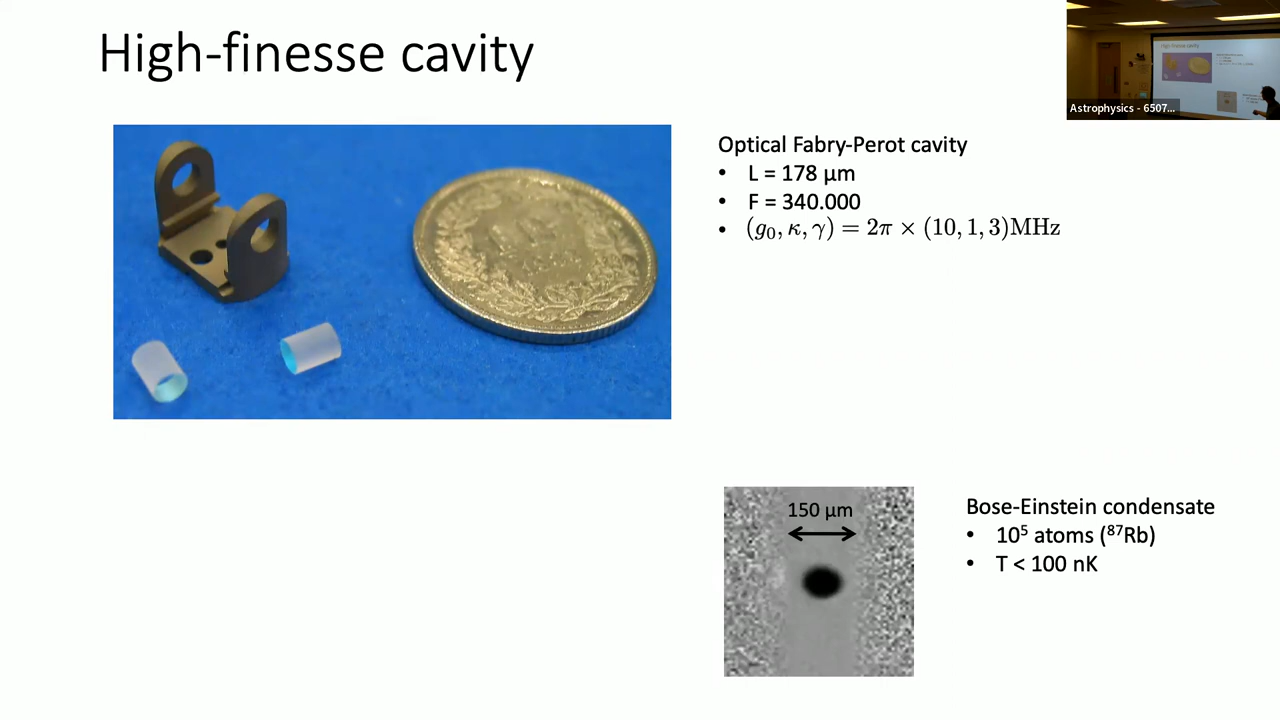 High-finesse cavity
Astrophysics - 6507...
Optical Fabry-Perot cavity
• L = 178 µm
• F = 340.000
• (g₀, κ, γ) = 2π × (10, 1, 3)MHz
150 µm
Bose-Einstein condensate
• 10⁵ atoms (⁸⁷Rb)
• T < 100 nK